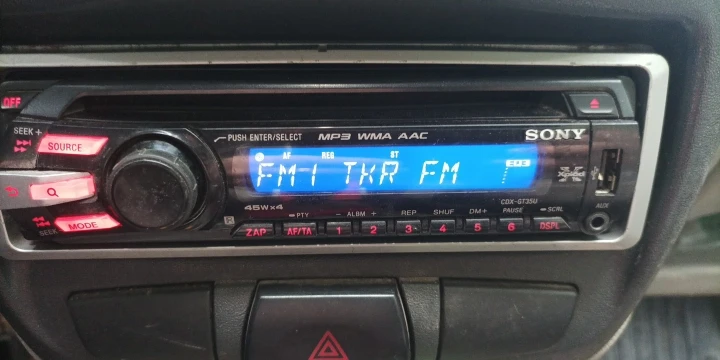 OFF
SEEK +
SOURCE
PUSH ENTER/SELECT MP3 WMA AAC
SONY
AF REG ST
FM1 TKR FM
MODE
SEEK
45W x 4
CDX-GT35U
Xplod
AUX
PTY - ALBM + REP SHUF DM+ PAUSE SCRL
ZAP AF/TA 1 2 3 4 5 6 DSPL